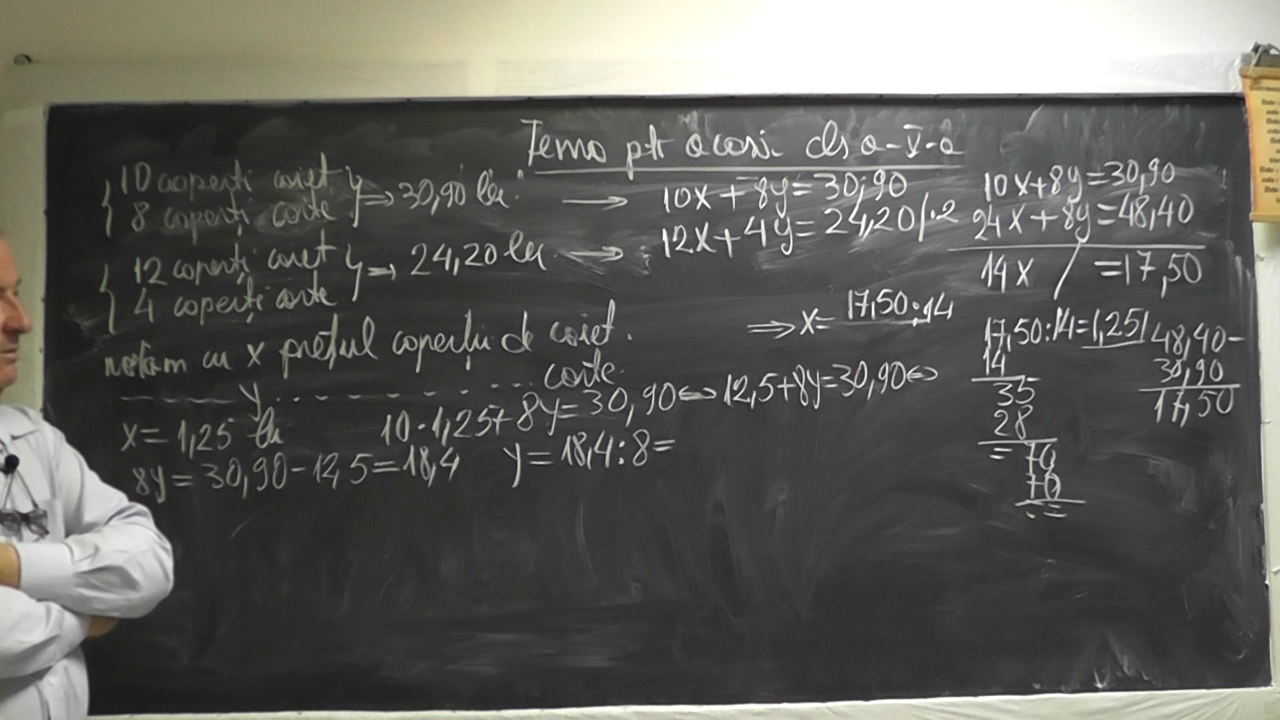 Tema ptr acasă cls a-V-a
10 coperți caiet
8 coperți carte } => 30,90 lei. → 10x + 8y = 30,90
12 coperți caiet
4 coperți carte } => 24,20 lei → 12x + 4y = 24,20 /·2
notăm cu x prețul coperții de caiet.
y carte.
x = 1,25 lei 10·1,25 + 8y = 30,90 <=> 12,5 + 8y = 30,90 <=>
8y = 30,90 - 12,5 = 18,4 y = 18,4:8 =
10x + 8y = 30,90
24x + 8y = 48,40
14x / = 17,50
=> x = 17,50:14
17,50:14 = 1,25
14
35
28
= 70
70
==
48,40-
30,90
17,50